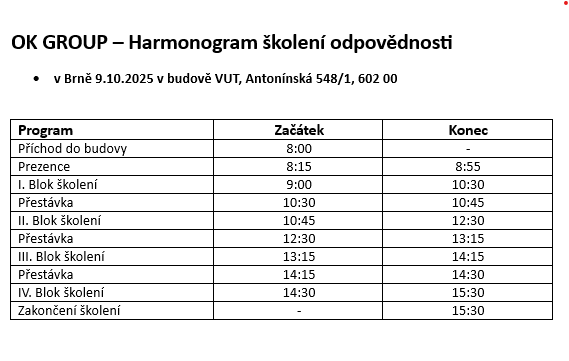 OK GROUP – Harmonogram školení odpovědnosti
• v Brně 9.10.2025 v budově VUT, Antonínská 548/1, 602 00
Program Začátek Konec
Příchod do budovy 8:00 -
Prezence 8:15 8:55
I. Blok školení 9:00 10:30
Přestávka 10:30 10:45
II. Blok školení 10:45 12:30
Přestávka 12:30 13:15
III. Blok školení 13:15 14:15
Přestávka 14:15 14:30
IV. Blok školení 14:30 15:30
Zakončení školení - 15:30